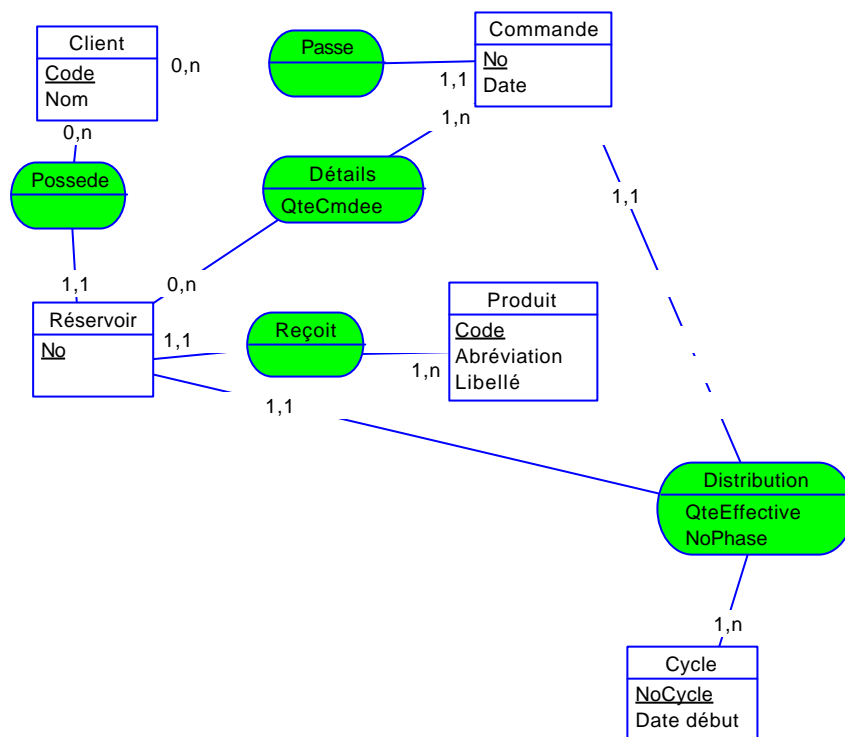 Client
Code
Nom
0,n
Passe
1,1
Commande
No
Date
0,n
1,n
Possede
Détails
QteCmdee
1,1
1,1
0,n
Réservoir
No
1,1
Reçoit
1,n
Produit
Code
Abréviation
Libellé
1,1
Distribution
QteEffective
NoPhase
1,n
Cycle
NoCycle
Date début